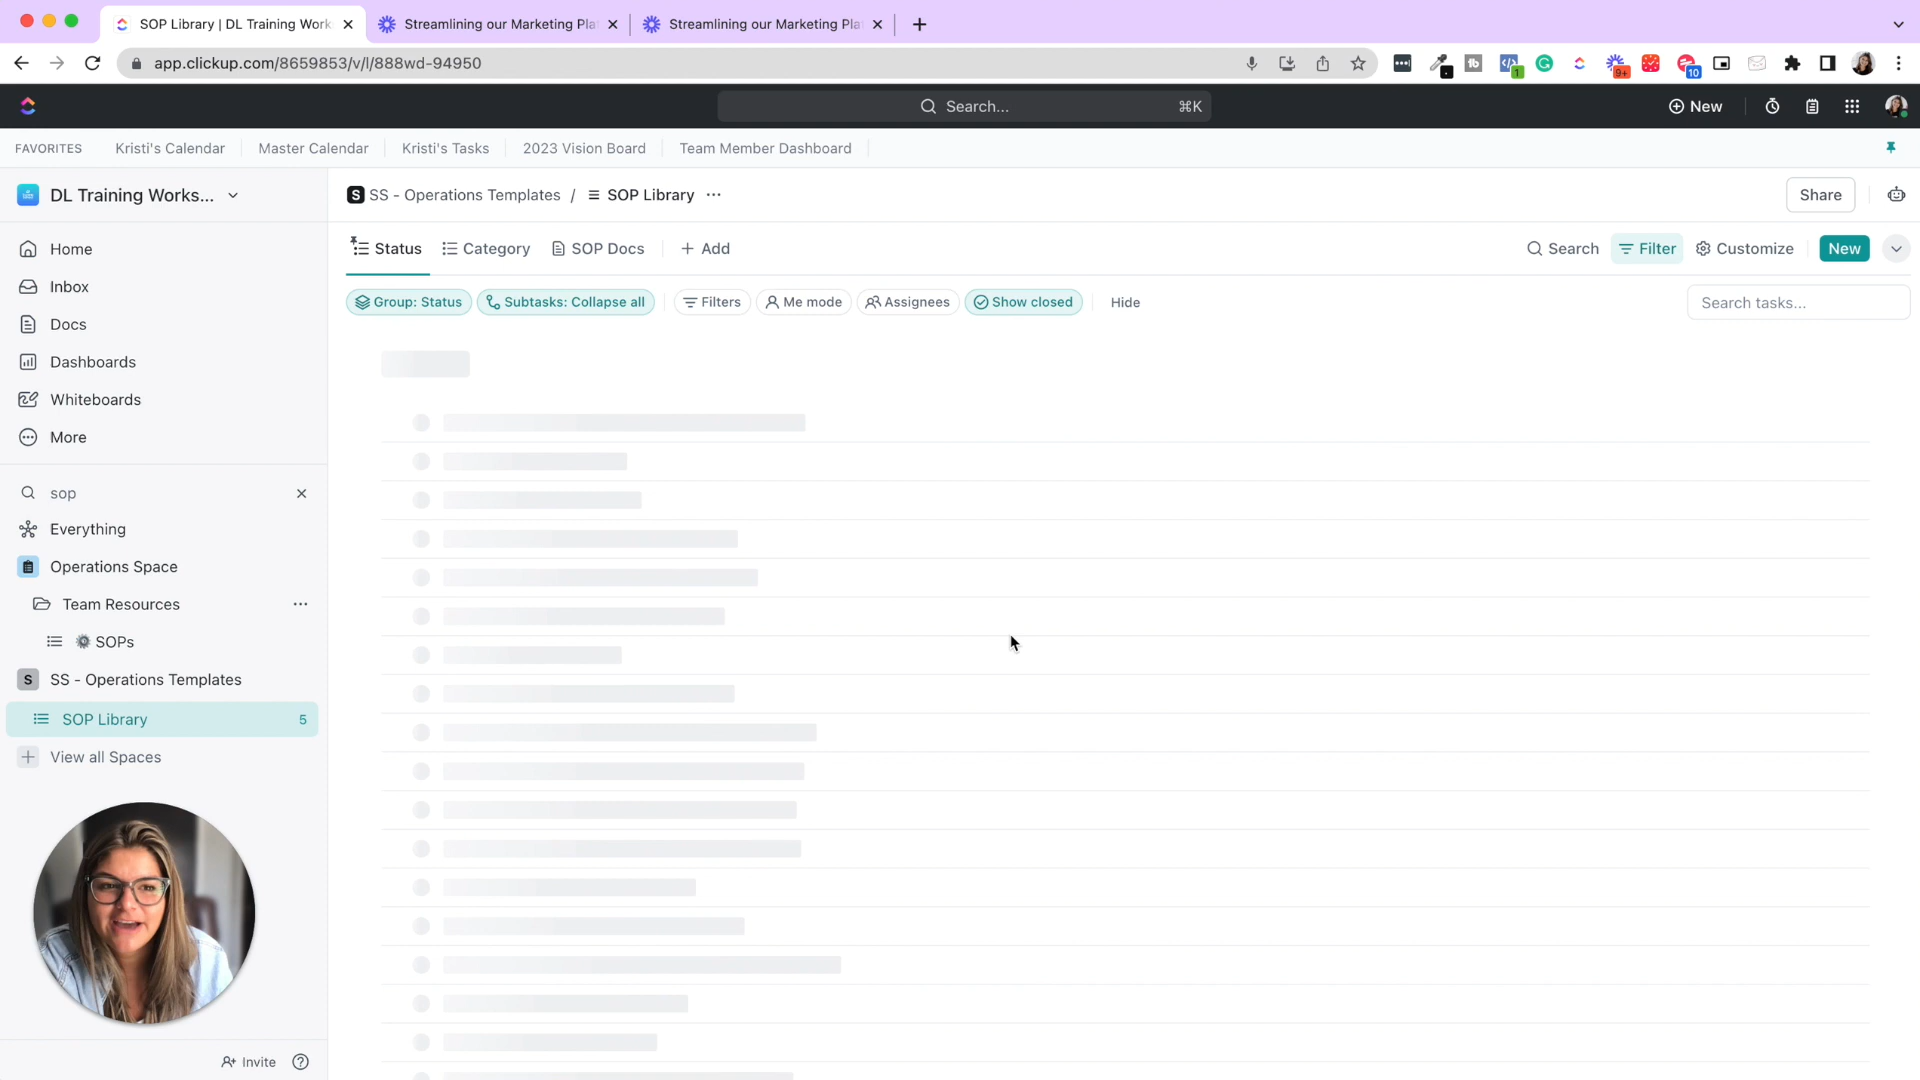 SOP Library | DL Training Work
Streamlining our Marketing Pla
Streamlining our Marketing Pla
app.clickup.com/8659853/v/l/888wd-94950
1
9+
10
Search...
⌘K
New
FAVORITES
Kristi's Calendar
Master Calendar
Kristi's Tasks
2023 Vision Board
Team Member Dashboard
DL Training Works...
S SS - Operations Templates / SOP Library
Share
Home
Inbox
Docs
Dashboards
Whiteboards
More
Status
Category
SOP Docs
+ Add
Search
Filter
Customize
New
Group: Status
Subtasks: Collapse all
Filters
Me mode
Assignees
Show closed
Hide
Search tasks...
sop
Everything
Operations Space
Team Resources
SOPs
S SS - Operations Templates
SOP Library 5
View all Spaces
Invite